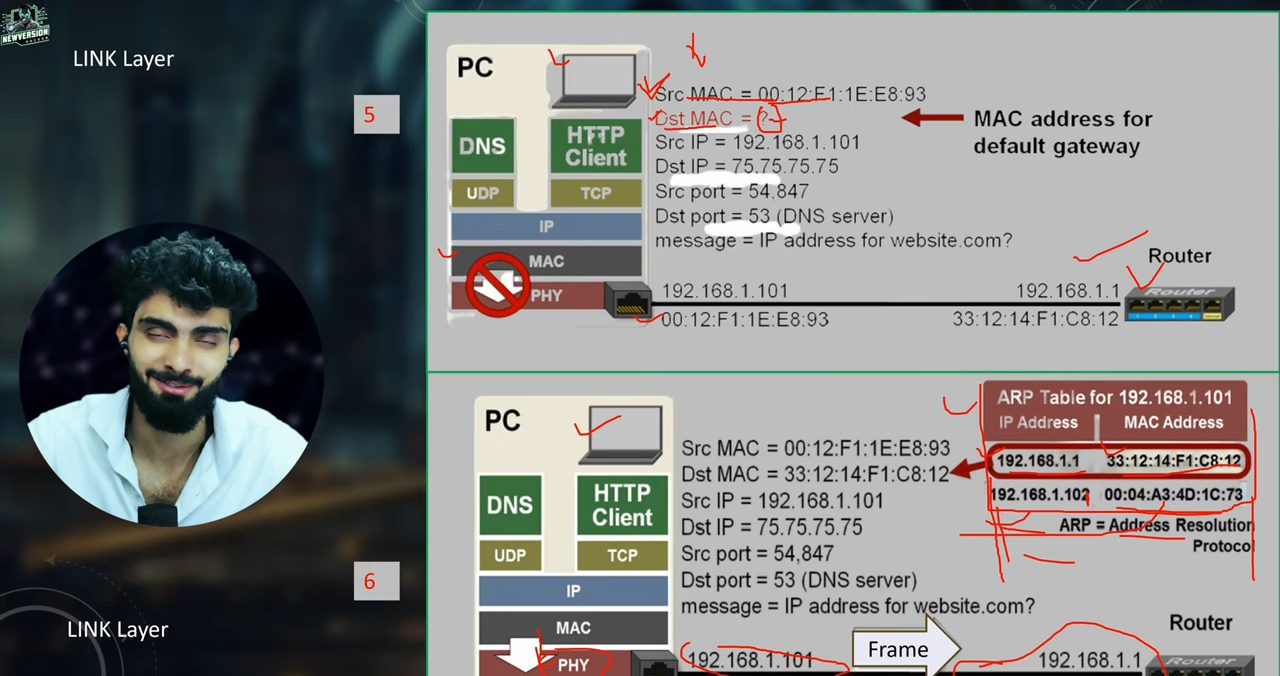 NEWVERSION
LINK Layer
5
PC
DNS
HTTP
Client
UDP
TCP
IP
MAC
PHY
Src MAC = 00:12:F1:1E:E8:93
Dst MAC = ?
Src IP = 192.168.1.101
Dst IP = 75.75.75.75
Src port = 54,847
Dst port = 53 (DNS server)
message = IP address for website.com?
MAC address for
default gateway
Router
Router
192.168.1.101
192.168.1.1
00:12:F1:1E:E8:93
33:12:14:F1:C8:12
6
LINK Layer
PC
DNS
HTTP
Client
UDP
TCP
IP
MAC
PHY
Src MAC = 00:12:F1:1E:E8:93
Dst MAC = 33:12:14:F1:C8:12
Src IP = 192.168.1.101
Dst IP = 75.75.75.75
Src port = 54,847
Dst port = 53 (DNS server)
message = IP address for website.com?
ARP Table for 192.168.1.101
IP Address MAC Address
192.168.1.1 33:12:14:F1:C8:12
192.168.1.102 00:04:A3:4D:1C:73
ARP = Address Resolution
Protocol
Router
Router
192.168.1.101
Frame
192.168.1.1